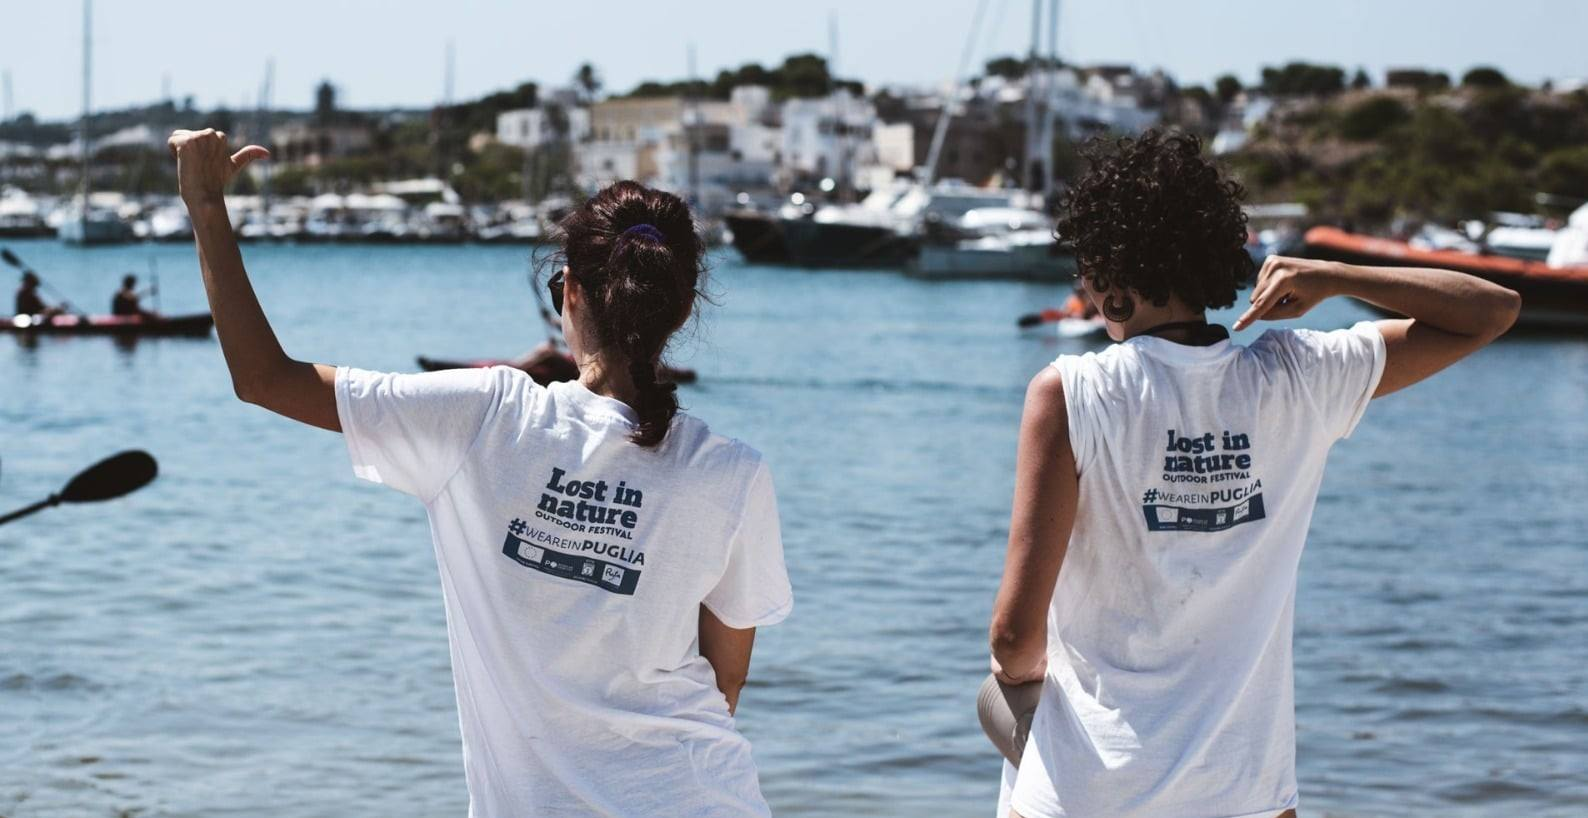 Lost in
nature
OUTDOOR FESTIVAL
#WEAREINPUGLIA
Lost in
nature
OUTDOOR FESTIVAL
#WEAREINPUGLIA